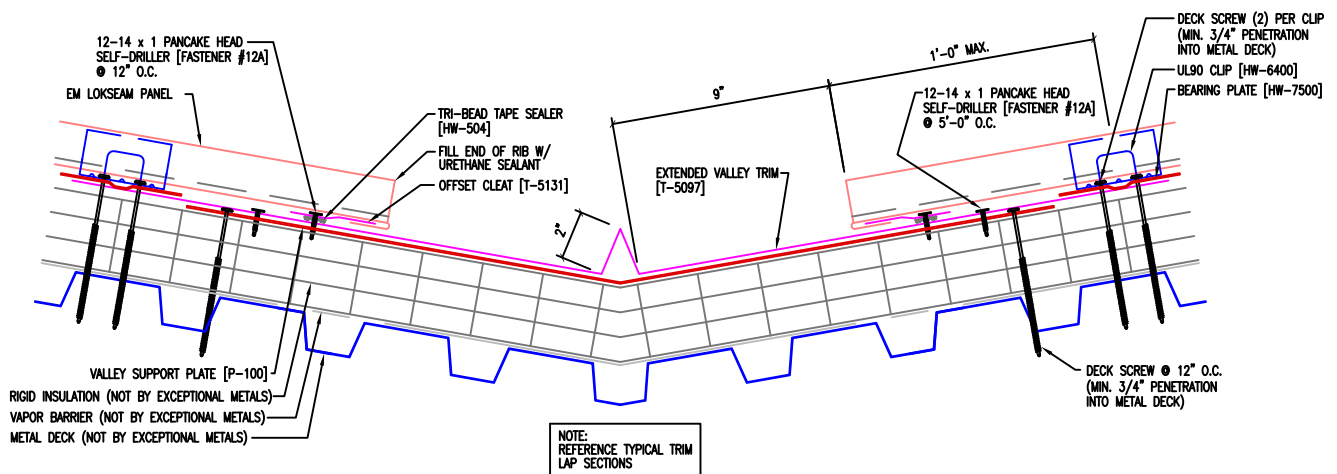 12-14 x 1 PANCAKE HEAD
SELF-DRILLER [FASTENER #12A]
@ 12" O.C.
EM LOKSEAM PANEL
TRI-BEAD TAPE SEALER
[HW-504]
FILL END OF RIB W/
URETHANE SEALANT
OFFSET CLEAT [T-5131]
2"
9"
1'-0" MAX.
EXTENDED VALLEY TRIM
[T-5097]
12-14 x 1 PANCAKE HEAD
SELF-DRILLER [FASTENER #12A]
@ 5'-0" O.C.
DECK SCREW (2) PER CLIP
(MIN. 3/4" PENETRATION
INTO METAL DECK)
UL90 CLIP [HW-6400]
BEARING PLATE [HW-7500]
VALLEY SUPPORT PLATE [P-100]
RIGID INSULATION (NOT BY EXCEPTIONAL METALS)
VAPOR BARRIER (NOT BY EXCEPTIONAL METALS)
METAL DECK (NOT BY EXCEPTIONAL METALS)
DECK SCREW @ 12" O.C.
(MIN. 3/4" PENETRATION
INTO METAL DECK)
NOTE:
REFERENCE TYPICAL TRIM
LAP SECTIONS